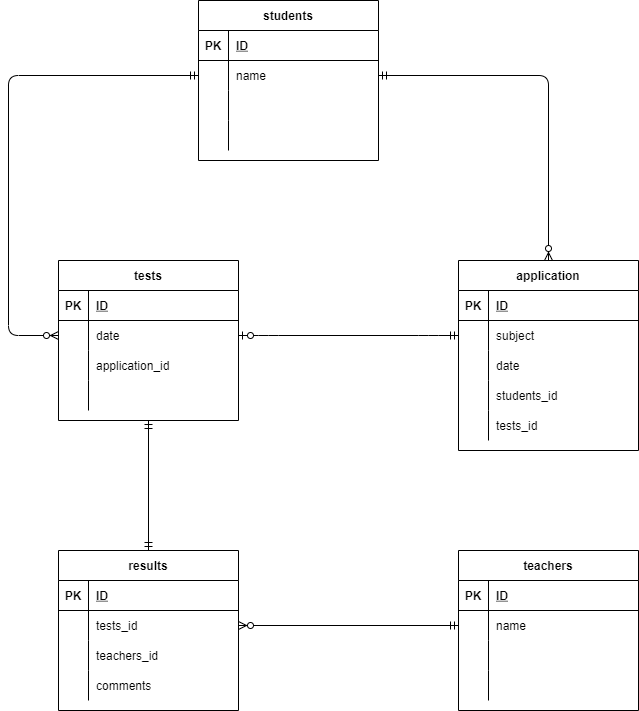 students
PK ID
name
tests
PK ID
date
application_id
application
PK ID
subject
date
students_id
tests_id
results
PK ID
tests_id
teachers_id
comments
teachers
PK ID
name